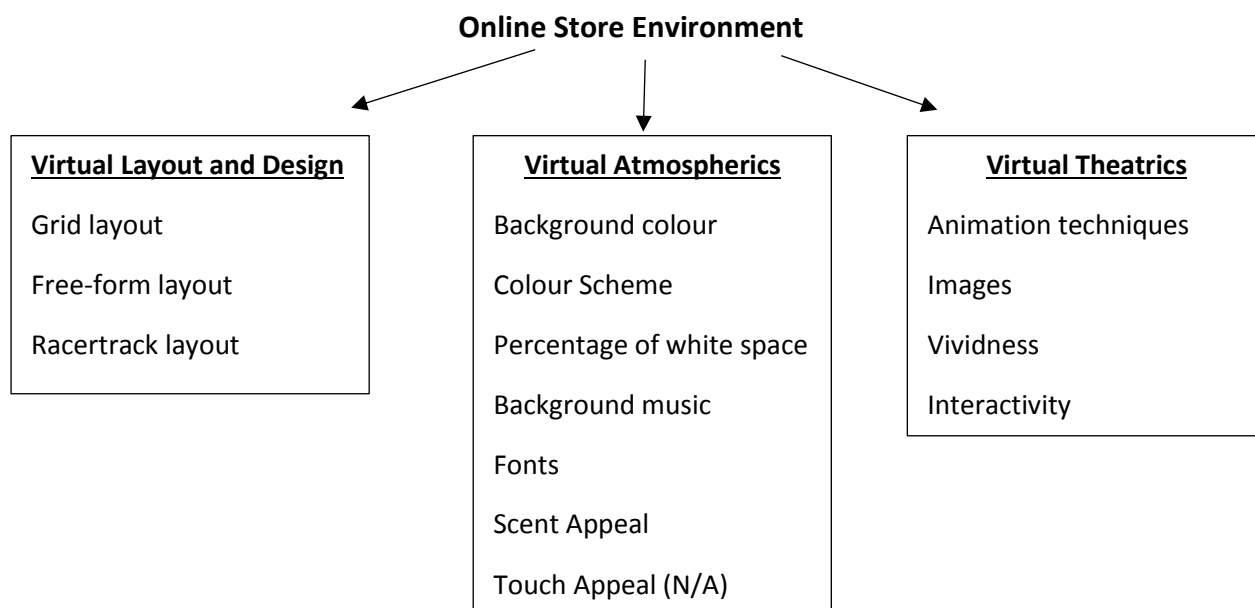 Online Store Environment
Virtual Layout and Design
Grid layout
Free-form layout
Racertrack layout
Virtual Atmospherics
Background colour
Colour Scheme
Percentage of white space
Background music
Fonts
Scent Appeal
Touch Appeal (N/A)
Virtual Theatrics
Animation techniques
Images
Vividness
Interactivity